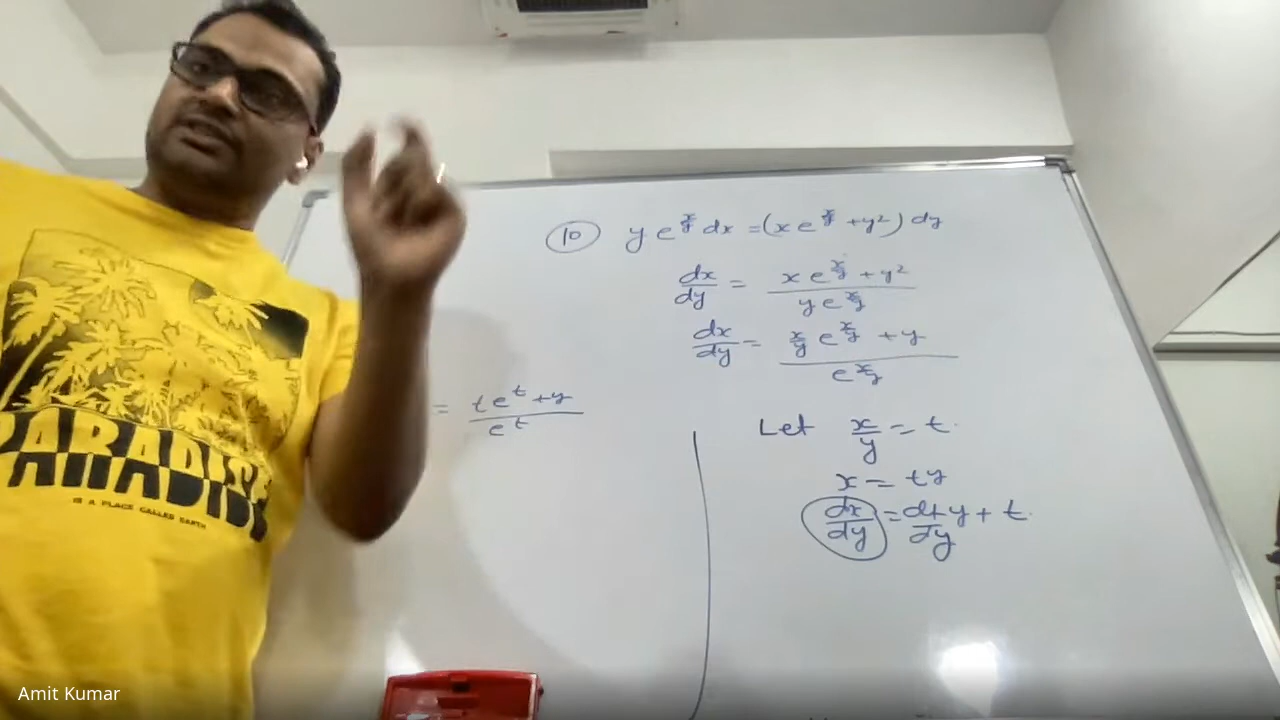 (10) y e^{x/y} dx = (x e^{x/y} + y²) dy
dx/dy = (x e^{x/y} + y²)/(y e^{x/y})
dx/dy = (x/y e^{x/y} + y)/(e^{x/y})
= (t e^t + y)/(e^t)
Let x/y = t.
x = ty
dx/dy = dt/dy y + t.
PARADISE
IS A PLACE CALLED EARTH
Amit Kumar